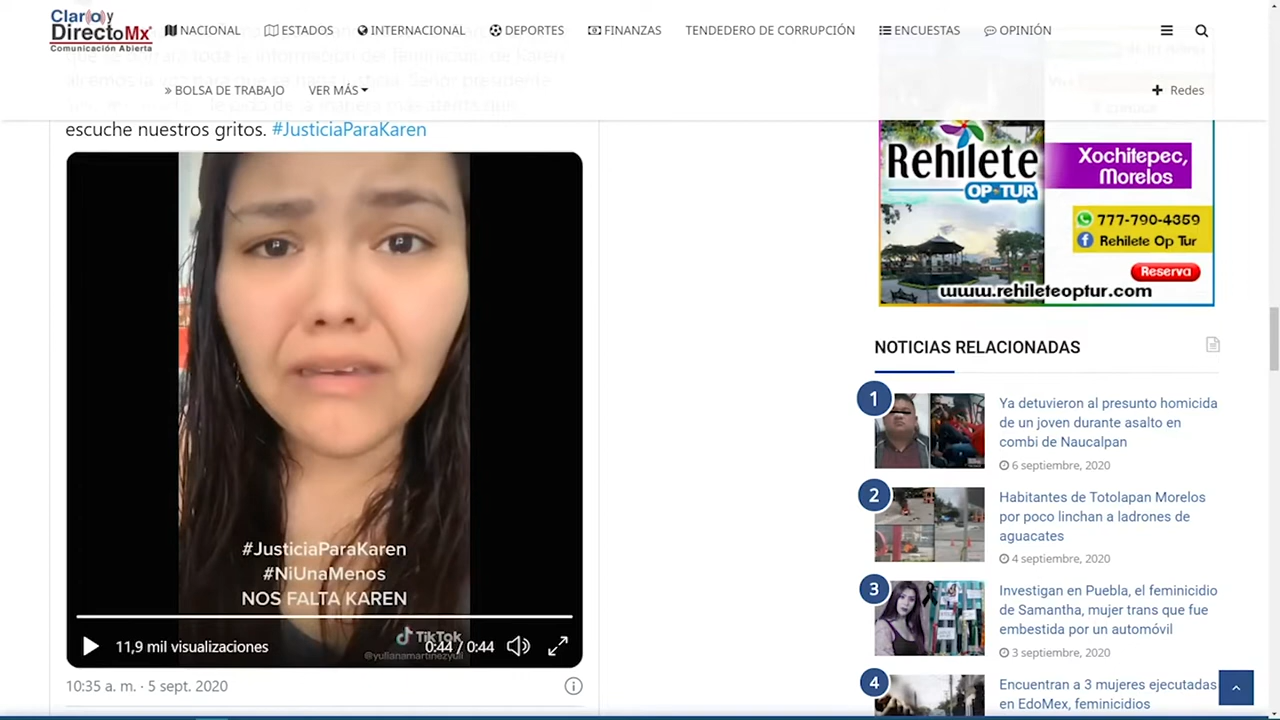 Clar(o)y
DirectoMx
Comunicación Abierta
NACIONAL
ESTADOS
INTERNACIONAL
DEPORTES
FINANZAS
TENDEDERO DE CORRUPCIÓN
ENCUESTAS
OPINIÓN
» BOLSA DE TRABAJO
VER MÁS
+ Redes
escuche nuestros gritos. #JusticiaParaKaren
#JusticiaParaKaren
#NiUnaMenos
NOS FALTA KAREN
TikTok
@yulianamartinezyuli
11,9 mil visualizaciones
0:44 / 0:44
10:35 a. m. · 5 sept. 2020
Rehilete
OP-TUR
Xochitepec,
Morelos
777-790-4359
Rehilete Op Tur
Reserva
www.rehileteoptur.com
NOTICIAS RELACIONADAS
1
Ya detuvieron al presunto homicida
de un joven durante asalto en
combi de Naucalpan
6 septiembre, 2020
2
Habitantes de Totolapan Morelos
por poco linchan a ladrones de
aguacates
4 septiembre, 2020
3
Investigan en Puebla, el feminicidio
de Samantha, mujer trans que fue
embestida por un automóvil
3 septiembre, 2020
4
Encuentran a 3 mujeres ejecutadas
en EdoMex, feminicidios